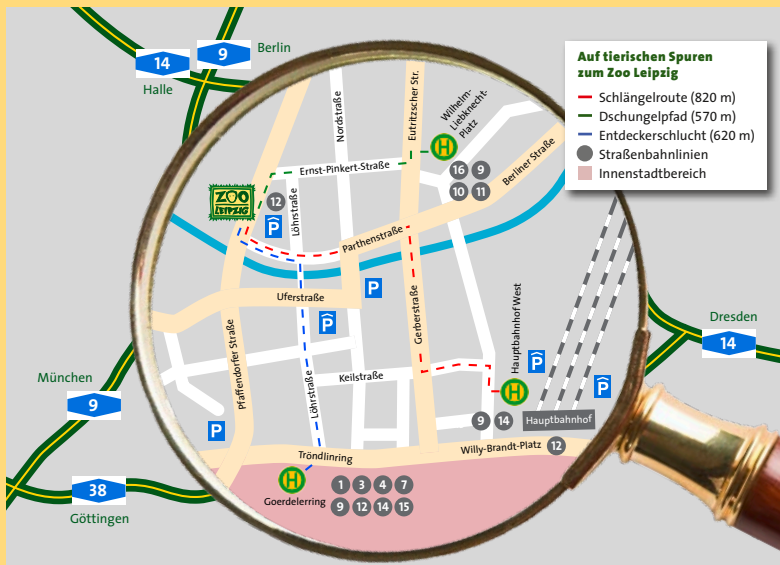 Auf tierischen Spuren
zum Zoo Leipzig
Schlängelroute (820 m)
Dschungelpfad (570 m)
Entdeckerschlucht (620 m)
Straßenbahnlinien
Innenstadtbereich
14
Halle
9
Berlin
Nordstraße
Eutritzscher Str.
Wilhelm-
Liebknecht-
Platz
H
16 9
10 11
Berliner Straße
Ernst-Pinkert-Straße
ZOO
LEIPZIG
12
P
Löhrstraße
Parthenstraße
Uferstraße
P
P
Gerberstraße
Hauptbahnhof West
P
H
P
Pfaffendorfer Straße
Keilstraße
Löhrstraße
9 14
Hauptbahnhof
P
Tröndlinring
Willy-Brandt-Platz
12
H
Goerdelerring
1 3 4 7
9 12 14 15
Dresden
14
München
9
38
Göttingen